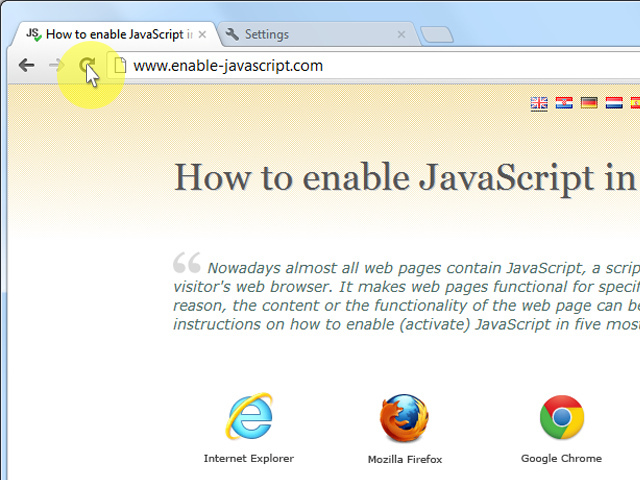 JS How to enable JavaScript i
Settings
www.enable-javascript.com
How to enable JavaScript in
“ Nowadays almost all web pages contain JavaScript, a scrip
visitor's web browser. It makes web pages functional for specif
reason, the content or the functionality of the web page can be
instructions on how to enable (activate) JavaScript in five most
Internet Explorer
Mozilla Firefox
Google Chrome